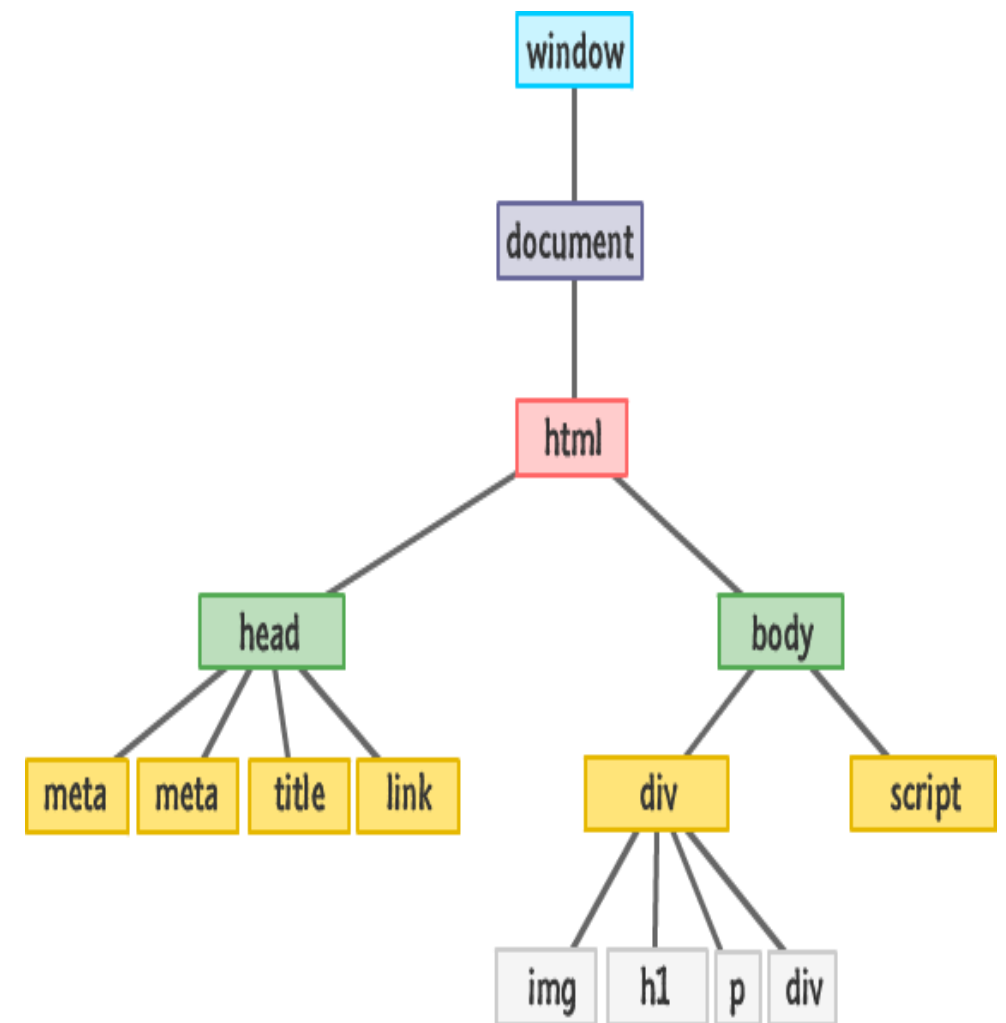 window
document
html
head body
meta meta title link div script
img h1 p div